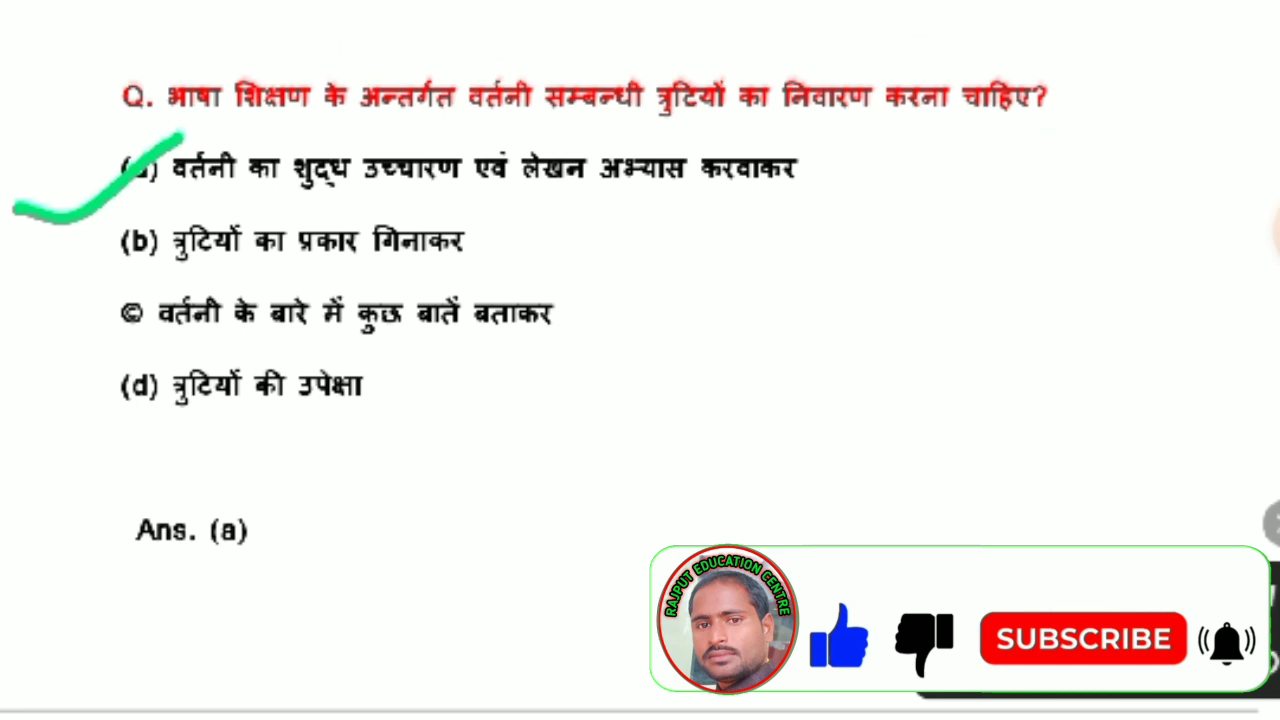 Q. भाषा शिक्षण के अन्तर्गत वर्तनी सम्बन्धी त्रुटियों का निवारण करना चाहिए?
(a) वर्तनी का शुद्ध उच्चारण एवं लेखन अभ्यास करवाकर
(b) त्रुटियों का प्रकार गिनाकर
© वर्तनी के बारे में कुछ बातें बताकर
(d) त्रुटियों की उपेक्षा
Ans. (a)
RAJPUT EDUCATION CENTRE
SUBSCRIBE